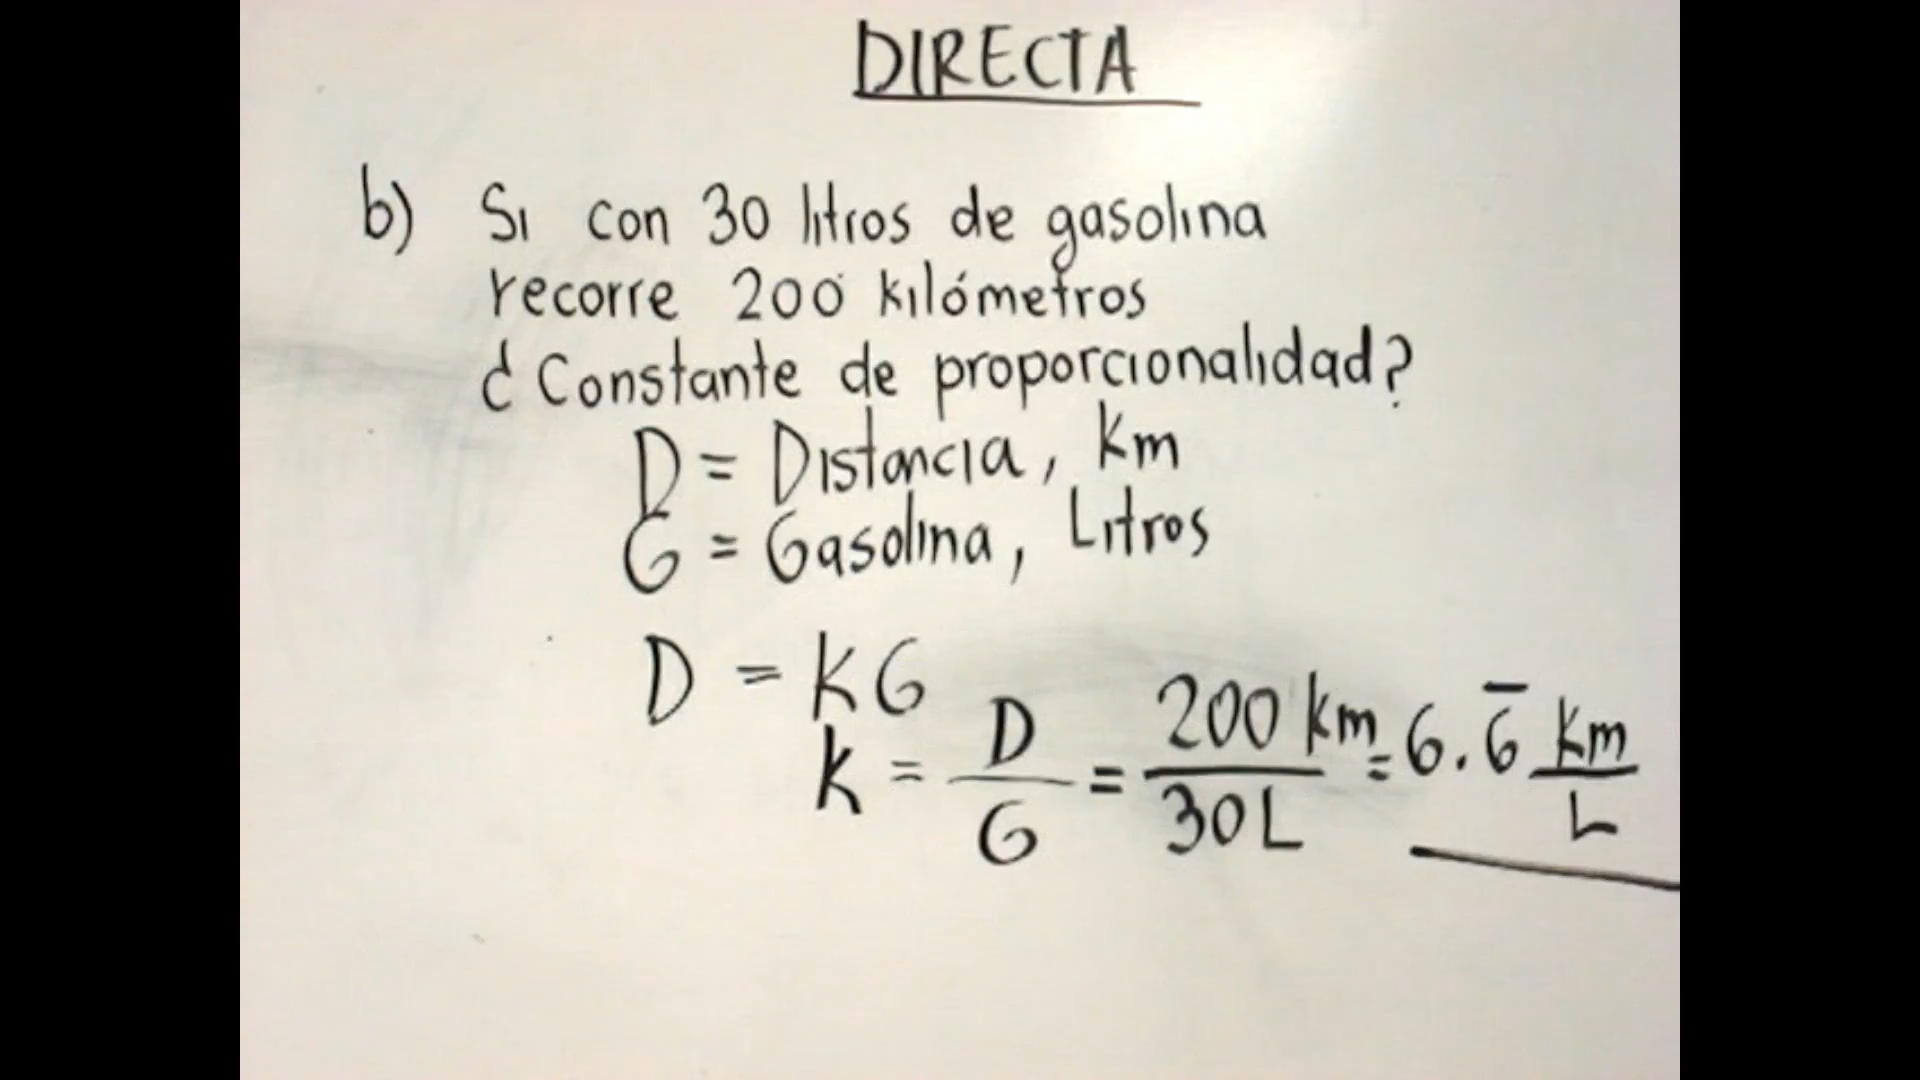 DIRECTA
b) Si con 30 litros de gasolina
recorre 200 kilómetros
¿Constante de proporcionalidad?
D = Distancia, Km
G = Gasolina, Litros
D = KG
K = D/G = 200 km/30L = 6.6̅ Km/L